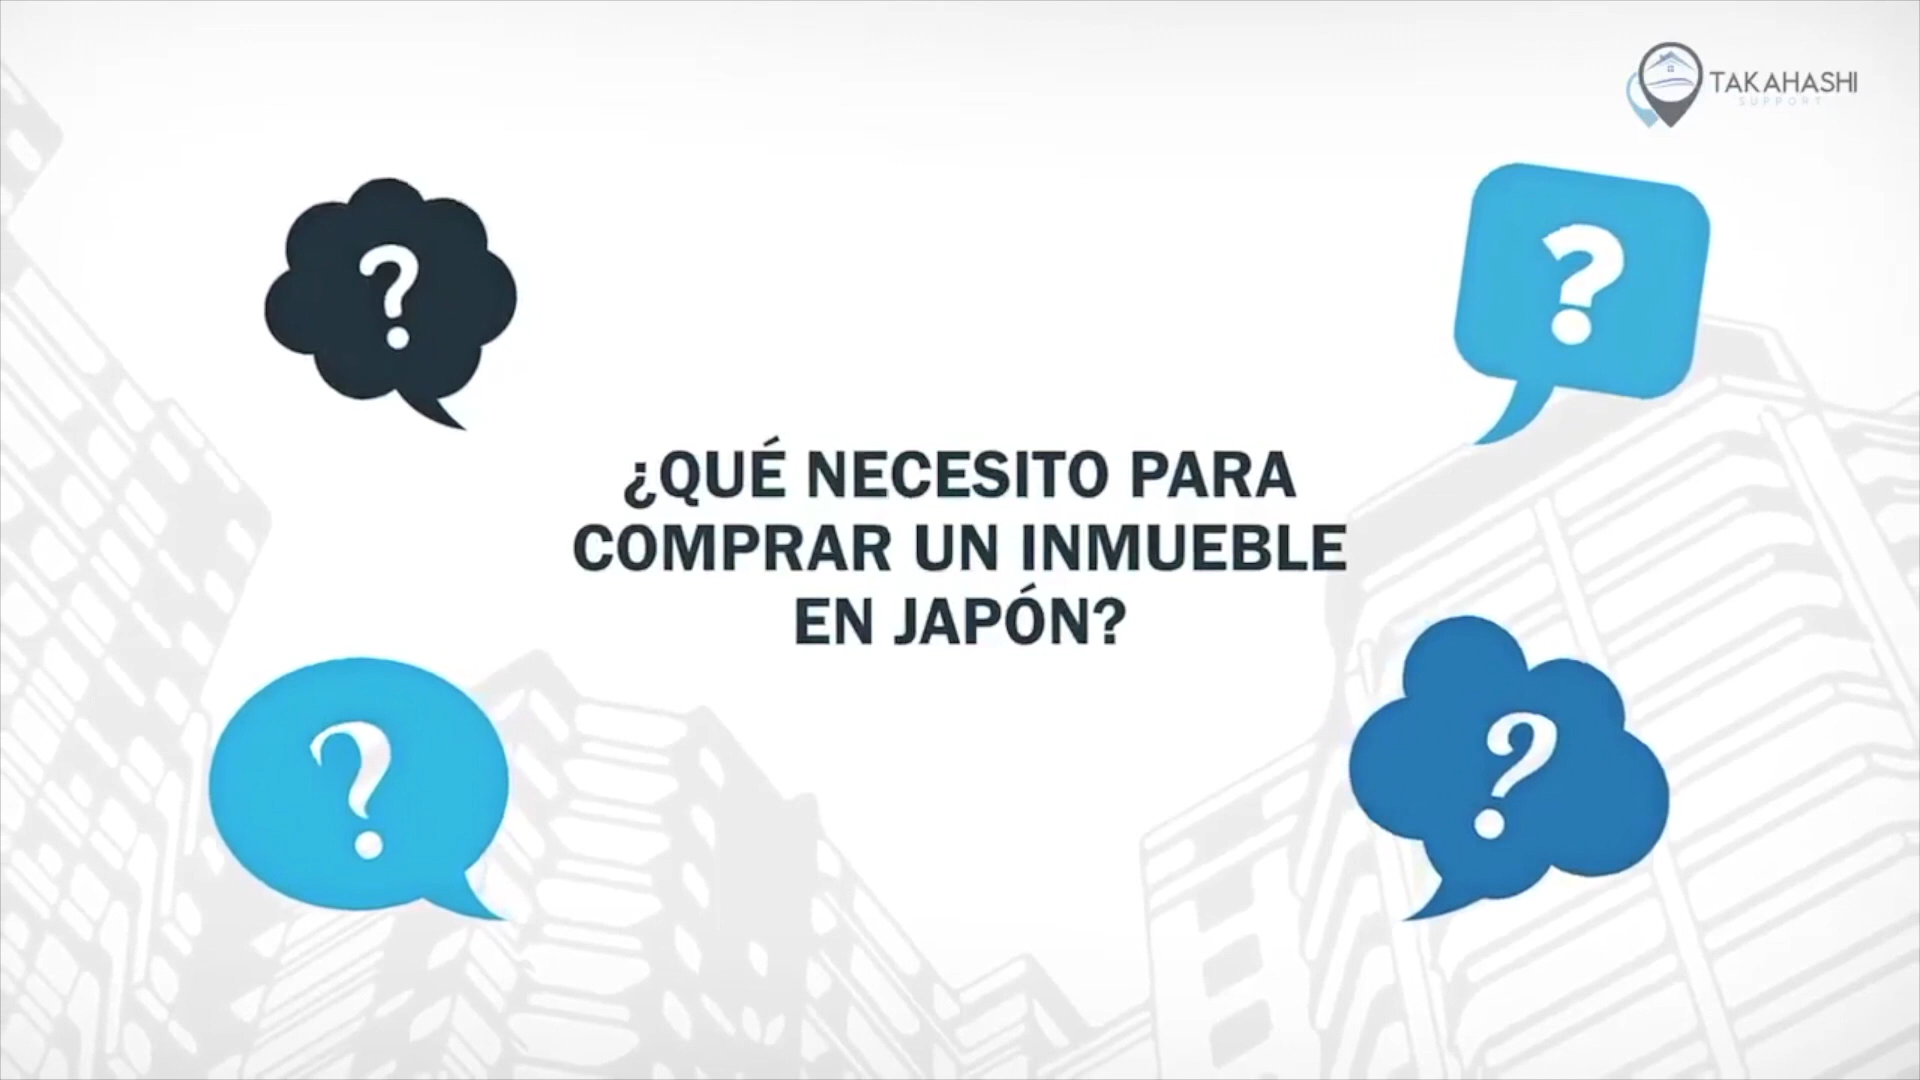 TAKAHASHI
SUPPORT
?
?
¿QUÉ NECESITO PARA
COMPRAR UN INMUEBLE
EN JAPÓN?
?
?